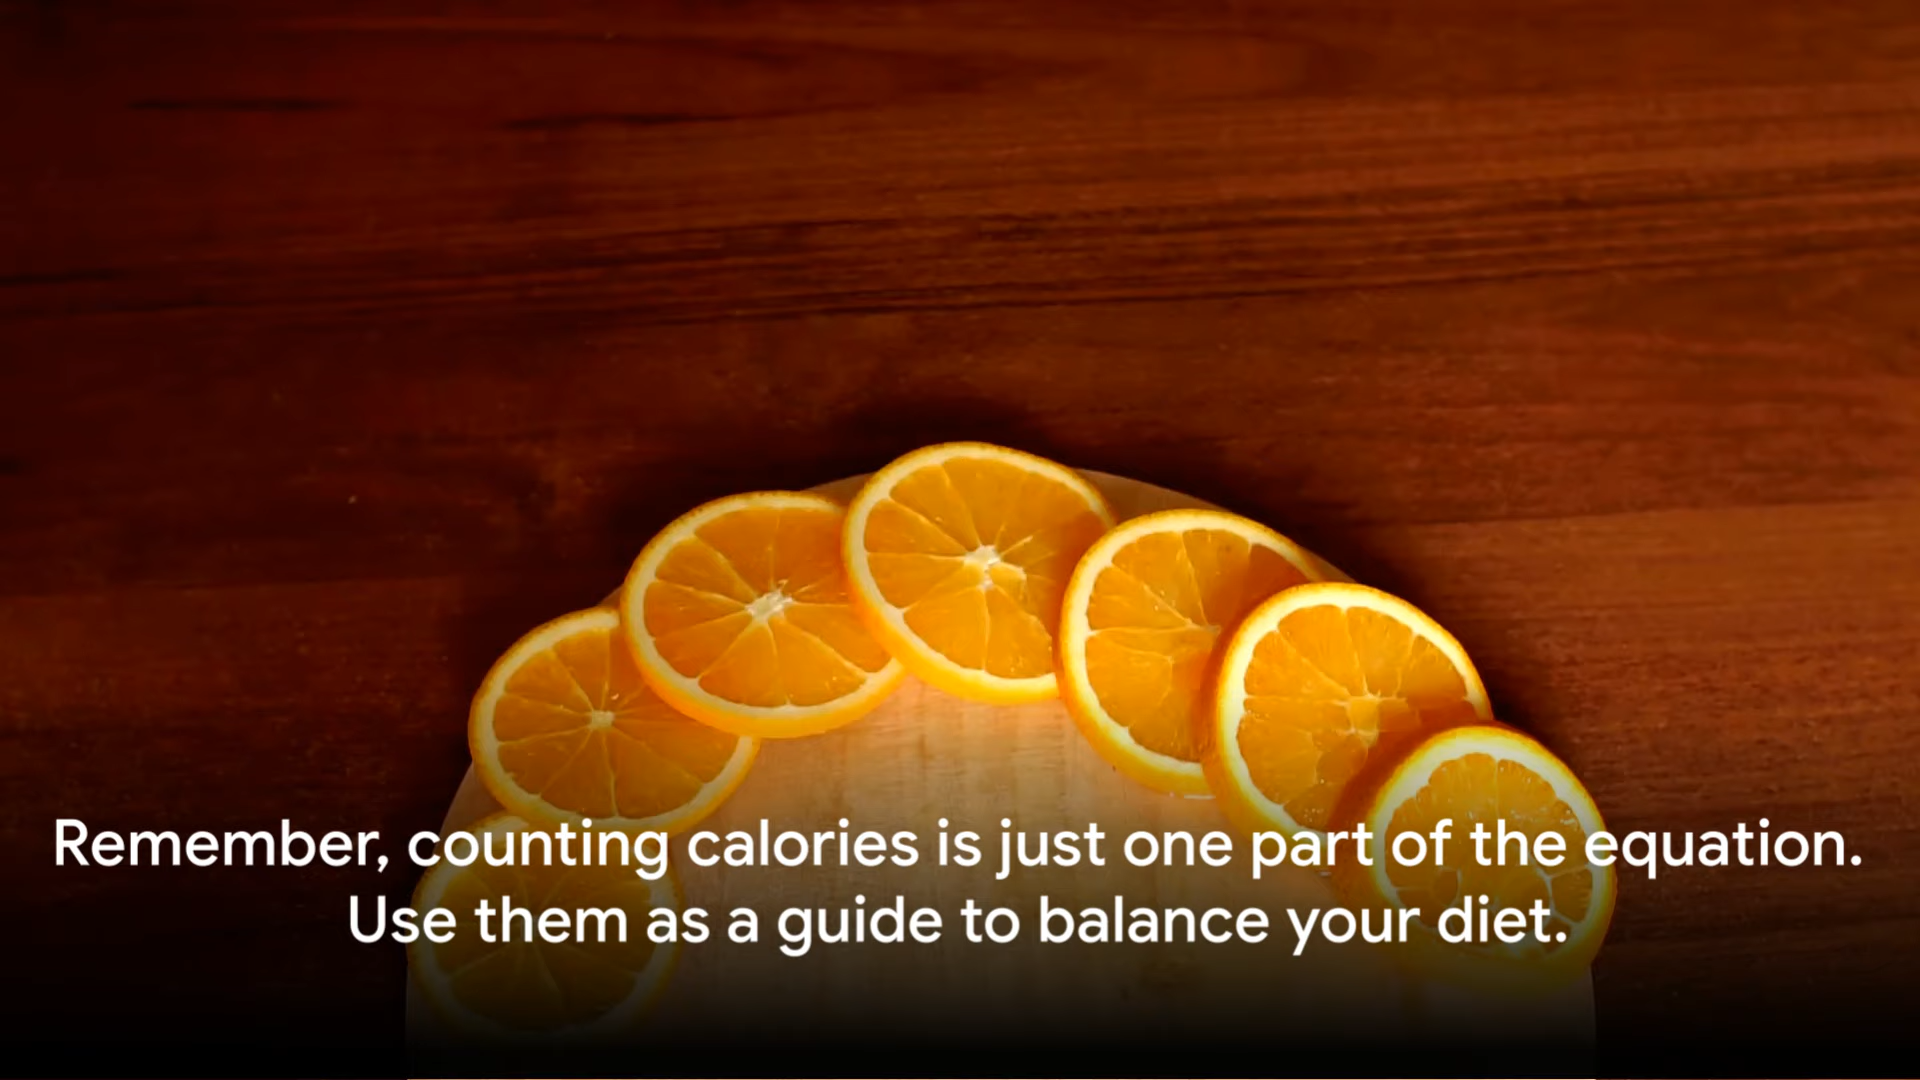 Remember, counting calories is just one part of the equation.
Use them as a guide to balance your diet.